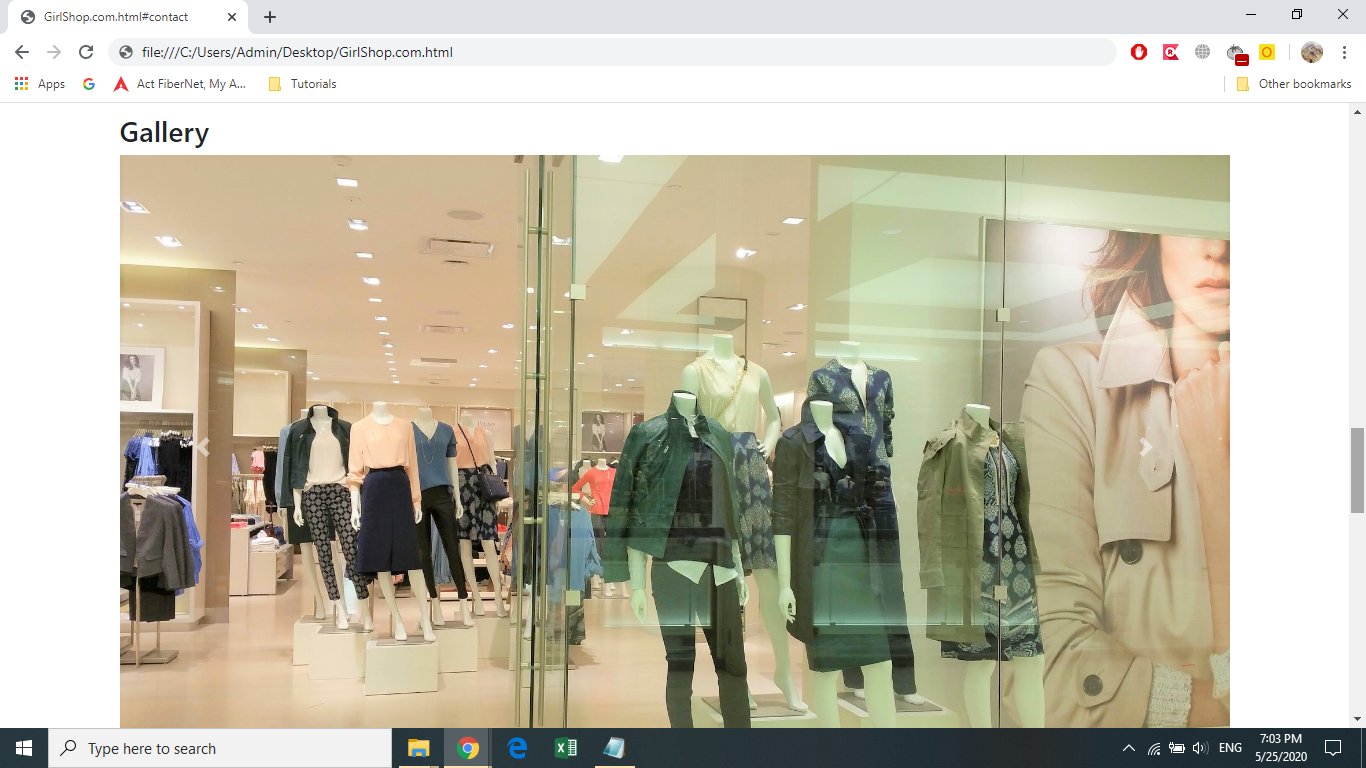 GirlShop.com.html#contact
file:///C:/Users/Admin/Desktop/GirlShop.com.html
Apps
Act FiberNet, My A...
Tutorials
Other bookmarks
Gallery
Type here to search
ENG
7:03 PM
5/25/2020